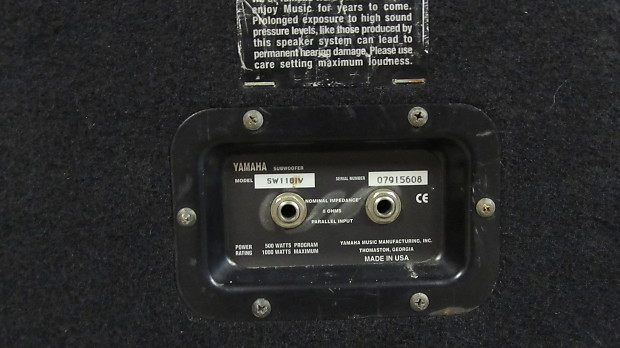 enjoy Music for years to come.
Prolonged exposure to high sound
pressure levels, like those produced by
this speaker system can lead to
permanent hearing damage. Please use
care setting maximum loudness.
YAMAHA SUBWOOFER
MODEL SW118IV SERIAL NUMBER 07915608
NOMINAL IMPEDANCE
8 OHMS
PARALLEL INPUT
CE
POWER RATING 500 WATTS PROGRAM
1000 WATTS MAXIMUM
YAMAHA MUSIC MANUFACTURING, INC.
THOMASTON, GEORGIA
MADE IN USA